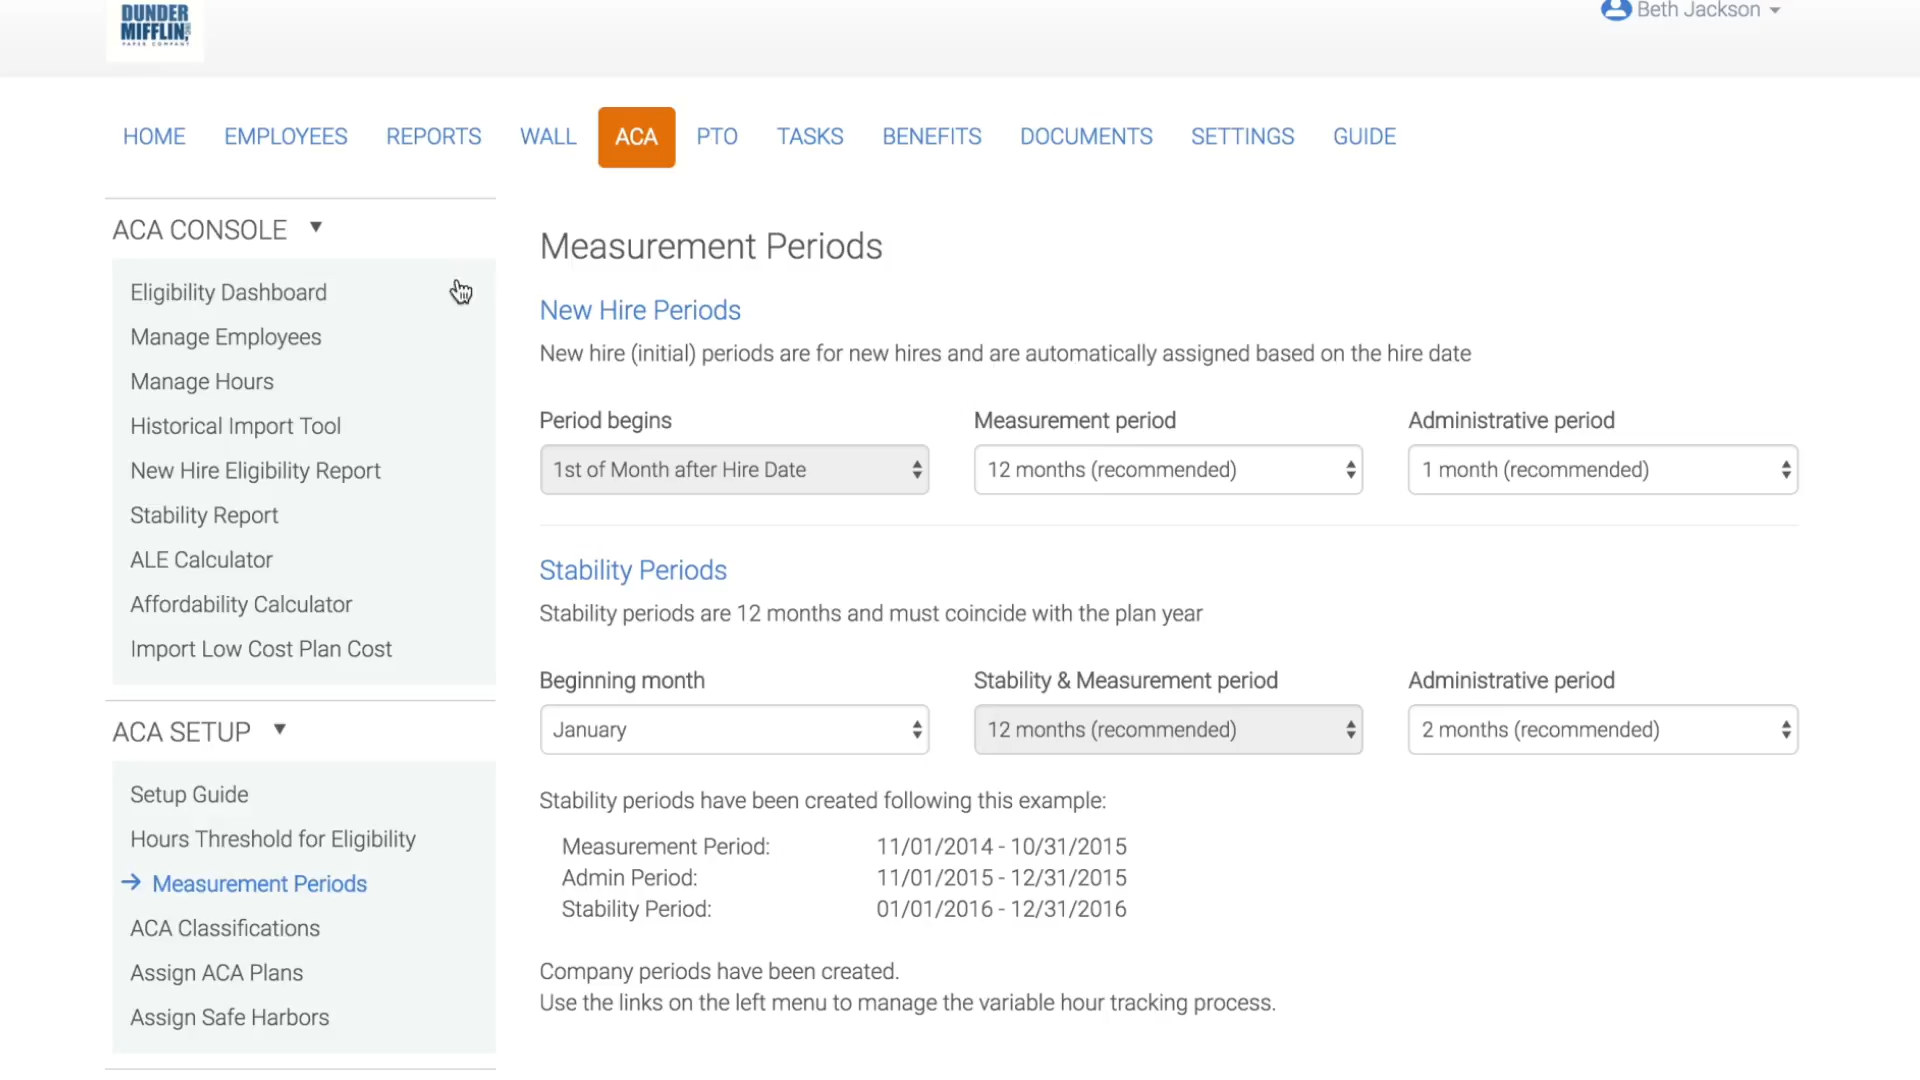 DUNDER
MIFFLIN, INC
PAPER COMPANY
Beth Jackson
HOME EMPLOYEES REPORTS WALL ACA PTO TASKS BENEFITS DOCUMENTS SETTINGS GUIDE
ACA CONSOLE
Eligibility Dashboard
Manage Employees
Manage Hours
Historical Import Tool
New Hire Eligibility Report
Stability Report
ALE Calculator
Affordability Calculator
Import Low Cost Plan Cost
ACA SETUP
Setup Guide
Hours Threshold for Eligibility
Measurement Periods
ACA Classifications
Assign ACA Plans
Assign Safe Harbors
Measurement Periods
New Hire Periods
New hire (initial) periods are for new hires and are automatically assigned based on the hire date
Period begins Measurement period Administrative period
1st of Month after Hire Date 12 months (recommended) 1 month (recommended)
Stability Periods
Stability periods are 12 months and must coincide with the plan year
Beginning month Stability & Measurement period Administrative period
January 12 months (recommended) 2 months (recommended)
Stability periods have been created following this example:
Measurement Period: 11/01/2014 - 10/31/2015
Admin Period: 11/01/2015 - 12/31/2015
Stability Period: 01/01/2016 - 12/31/2016
Company periods have been created.
Use the links on the left menu to manage the variable hour tracking process.